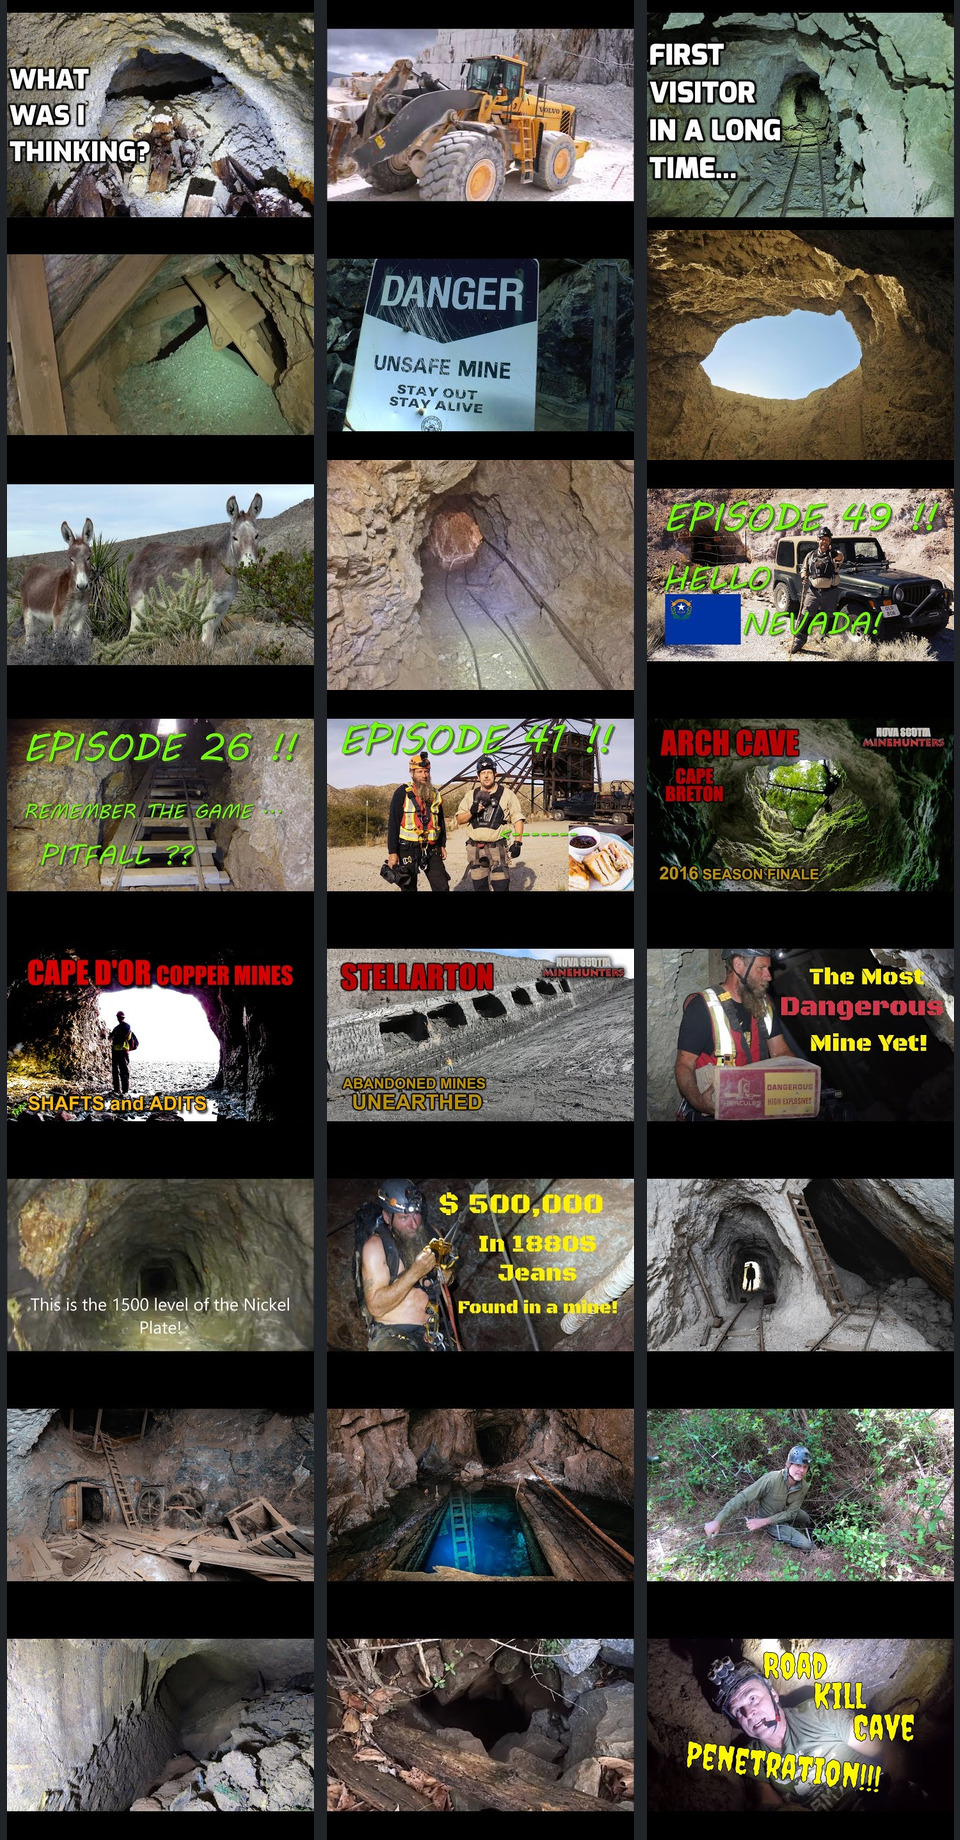 WHAT
WAS I
THINKING?
VOLVO
FIRST
VISITOR
IN A LONG
TIME...
DANGER
UNSAFE MINE
STAY OUT
STAY ALIVE
EPISODE 49 !!
HELLO
NEVADA!
EPISODE 26 !!
REMEMBER THE GAME ...
PITFALL ??
EPISODE 41 !!
ARCH CAVE
CAPE
BRETON
NOVA SCOTIA
MINEHUNTERS
2016 SEASON FINALE
CAPE D'OR COPPER MINES
SHAFTS and ADITS
STELLARTON
NOVA SCOTIA
MINEHUNTERS
ABANDONED MINES
UNEARTHED
The Most
Dangerous
Mine Yet!
HERCULES
DANGEROUS
HIGH EXPLOSIVES
This is the 1500 level of the Nickel
Plate!
$ 500,000
In 1880S
Jeans
Found in a mine!
ROAD
KILL
CAVE
PENETRATION!!!